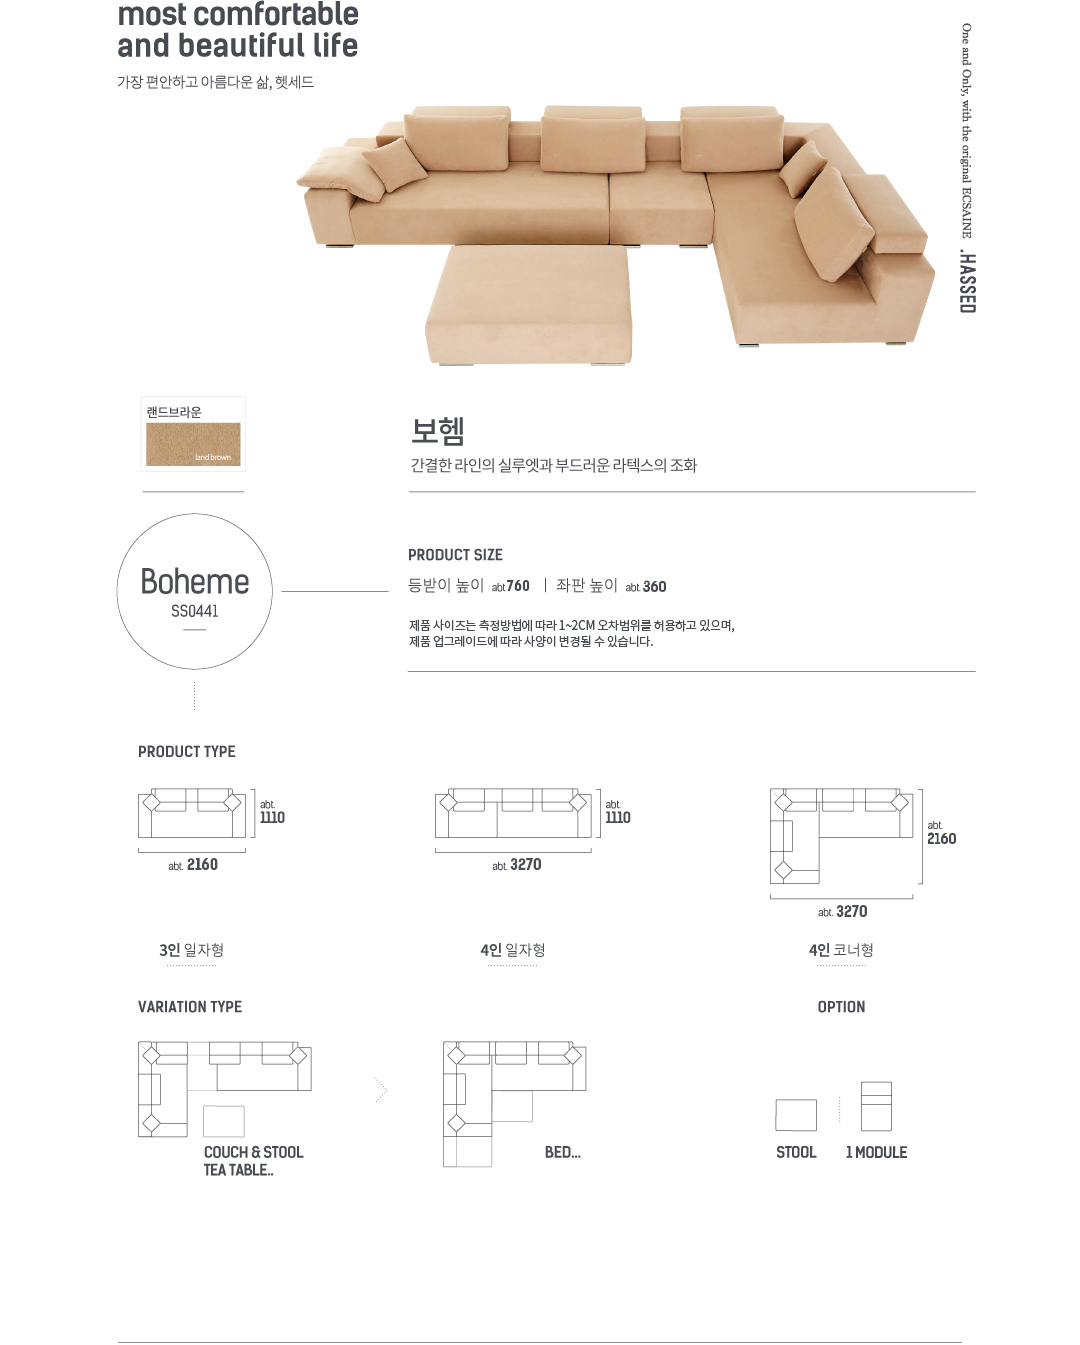 most comfortable
and beautiful life
가장 편안하고 아름다운 삶, 헷세드
One and Only, with the original ECSAINE .HASSED
랜드브라운
land brown
보헴
간결한 라인의 실루엣과 부드러운 라텍스의 조화
Boheme
SS0441
PRODUCT SIZE
등받이 높이 abt 760 | 좌판 높이 abt 360
제품 사이즈는 측정방법에 따라 1~2CM 오차범위를 허용하고 있으며,
제품 업그레이드에 따라 사양이 변경될 수 있습니다.
PRODUCT TYPE
abt.
1110
abt. 2160
3인 일자형
abt.
1110
abt. 3270
4인 일자형
abt.
2160
abt. 3270
4인 코너형
VARIATION TYPE
COUCH & STOOL
TEA TABLE..
BED...
OPTION
STOOL
1 MODULE